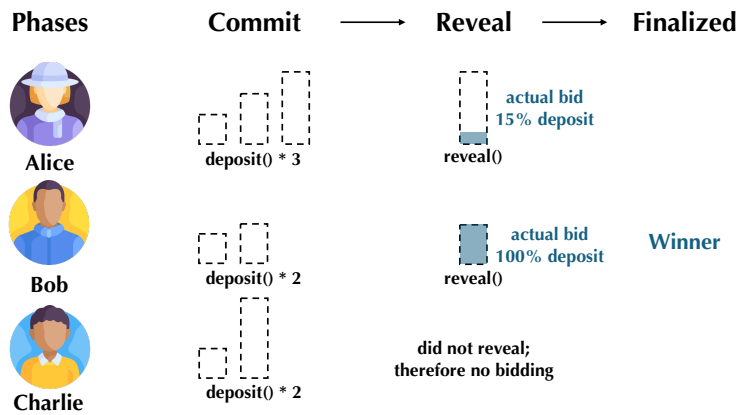 Phases
Commit
Reveal
Finalized
Alice
deposit() * 3
actual bid
15% deposit
reveal()
Bob
deposit() * 2
actual bid
100% deposit
reveal()
Winner
Charlie
deposit() * 2
did not reveal;
therefore no bidding